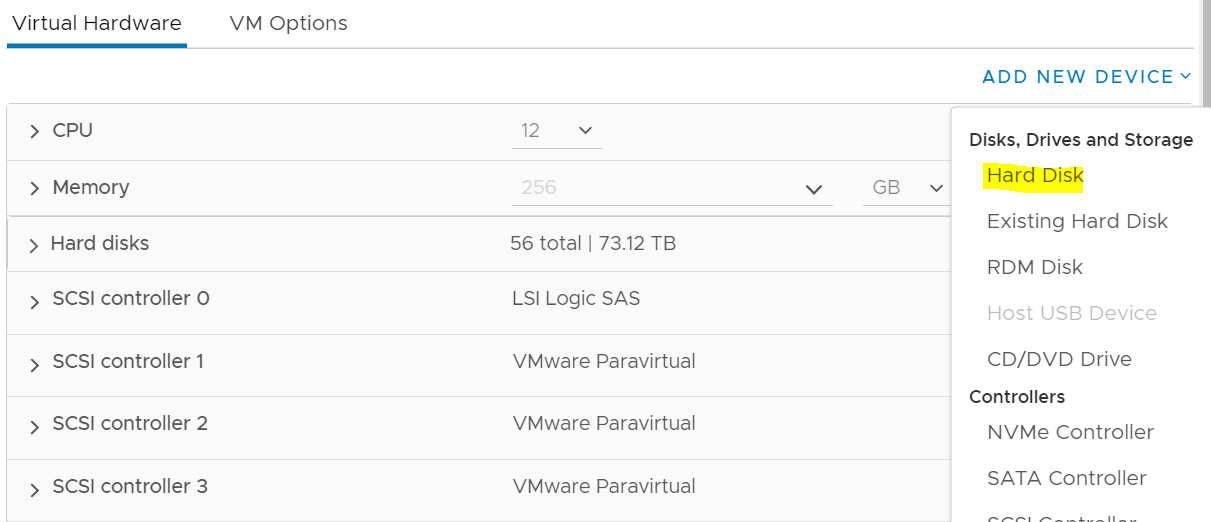 Virtual Hardware VM Options
ADD NEW DEVICE
CPU 12
Memory 256 GB
Hard disks 56 total | 73.12 TB
SCSI controller 0 LSI Logic SAS
SCSI controller 1 VMware Paravirtual
SCSI controller 2 VMware Paravirtual
SCSI controller 3 VMware Paravirtual
Disks, Drives and Storage
Hard Disk
Existing Hard Disk
RDM Disk
Host USB Device
CD/DVD Drive
Controllers
NVMe Controller
SATA Controller
SCSI Controller